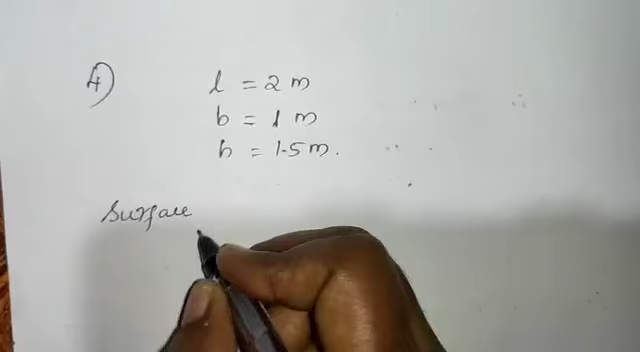 4) l = 2 m
b = 1 m
h = 1.5 m.
Surface